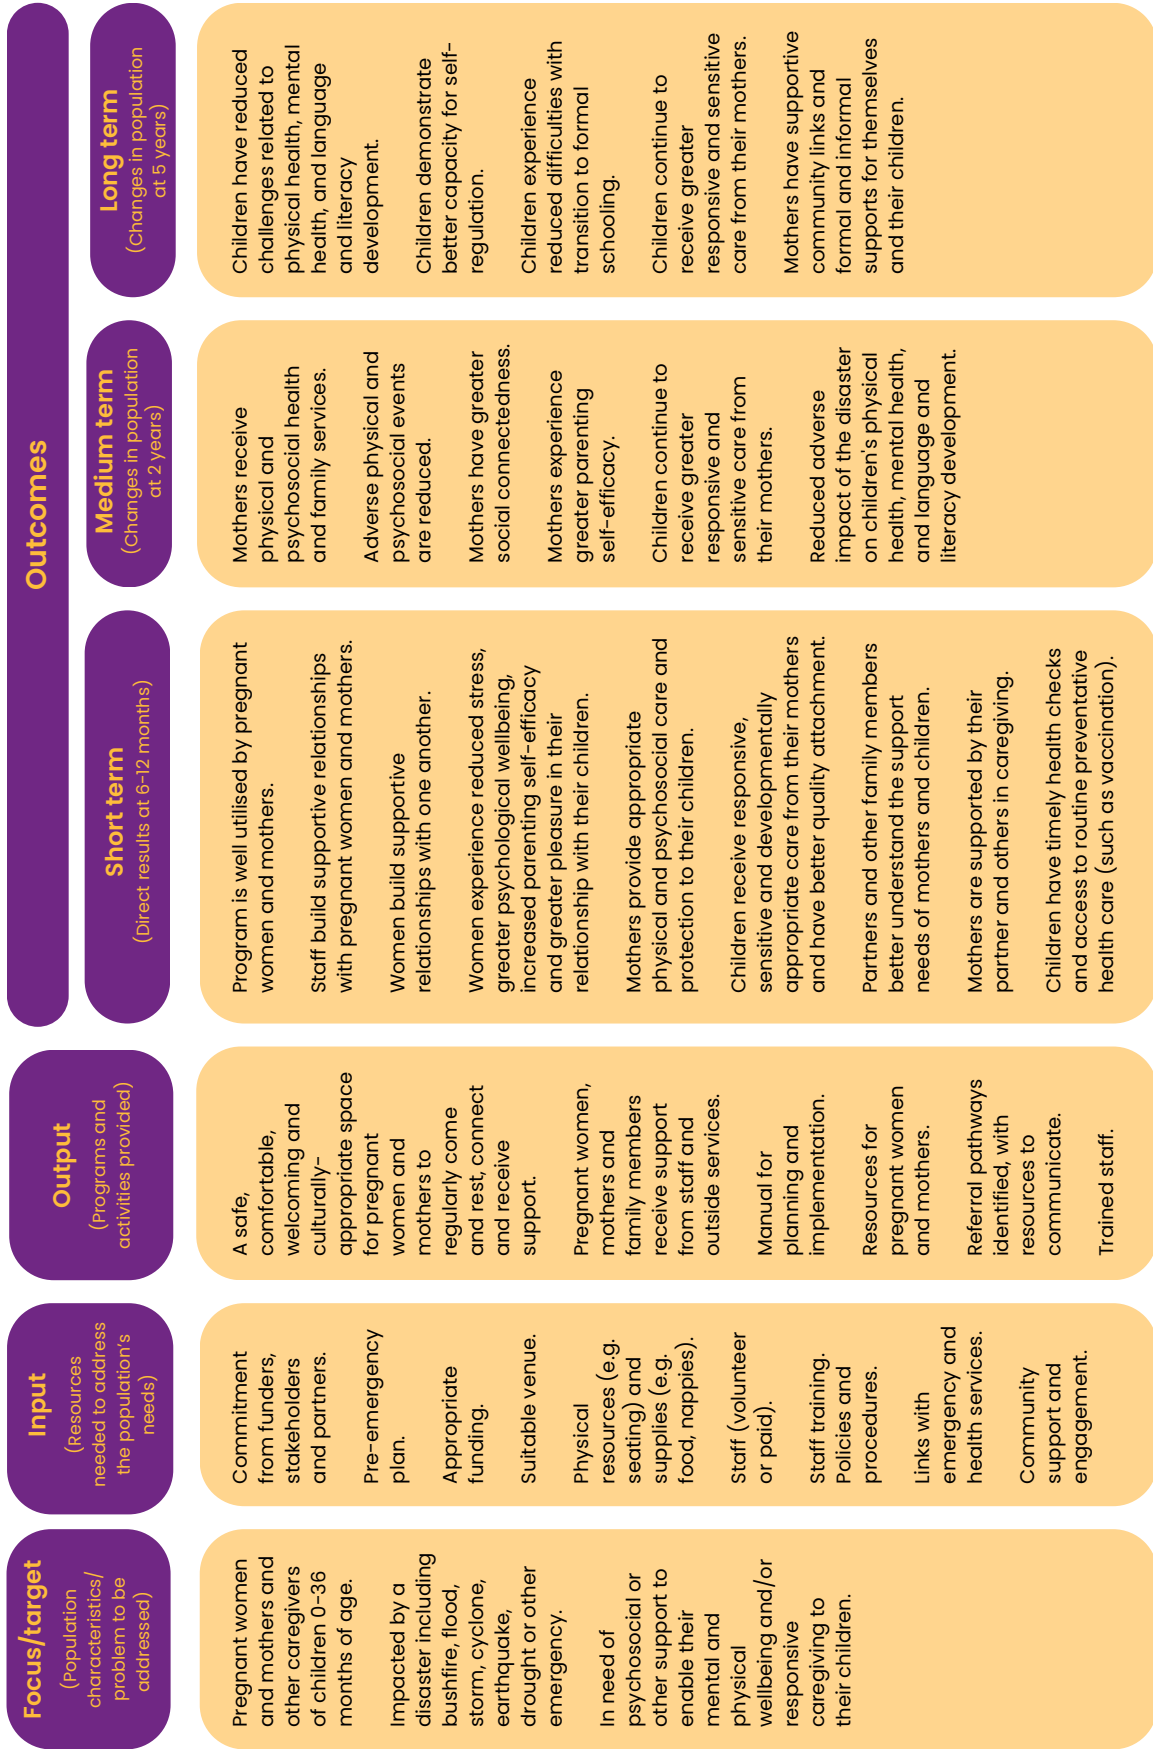 Focus/target
(Population
characteristics/
problem to be
addressed)
Pregnant women
and mothers and
other caregivers
of children 0-36
months of age.
Impacted by a
disaster including
bushfire, flood,
storm, cyclone,
earthquake,
drought or other
emergency.
In need of
psychosocial or
other support to
enable their
mental and
physical
wellbeing and/or
responsive
caregiving to
their children.
Input
(Resources
needed to address
the population's
needs)
Commitment
from funders,
stakeholders
and partners.
Pre-emergency
plan.
Appropriate
funding.
Suitable venue.
Physical
resources (e.g.
seating) and
supplies (e.g.
food, nappies).
Staff (volunteer
or paid).
Staff training.
Policies and
procedures.
Links with
emergency and
health services.
Community
support and
engagement.
Output
(Programs and
activities provided)
A safe,
comfortable,
welcoming and
culturally-
appropriate space
for pregnant
women and
mothers to
regularly come
and rest, connect
and receive
support.
Pregnant women,
mothers and
family members
receive support
from staff and
outside services.
Manual for
planning and
implementation.
Resources for
pregnant women
and mothers.
Referral pathways
identified, with
resources to
communicate.
Trained staff.
Outcomes
Short term
(Direct results at 6-12 months)
Program is well utilised by pregnant
women and mothers.
Staff build supportive relationships
with pregnant women and mothers.
Women build supportive
relationships with one another.
Women experience reduced stress,
greater psychological wellbeing,
increased parenting self-efficacy
and greater pleasure in their
relationship with their children.
Mothers provide appropriate
physical and psychosocial care and
protection to their children.
Children receive responsive,
sensitive and developmentally
appropriate care from their mothers
and have better quality attachment.
Partners and other family members
better understand the support
needs of mothers and children.
Mothers are supported by their
partner and others in caregiving.
Children have timely health checks
and access to routine preventative
health care (such as vaccination).
Medium term
(Changes in population
at 2 years)
Mothers receive
physical and
psychosocial health
and family services.
Adverse physical and
psychosocial events
are reduced.
Mothers have greater
social connectedness.
Mothers experience
greater parenting
self-efficacy.
Children continue to
receive greater
responsive and
sensitive care from
their mothers.
Reduced adverse
impact of the disaster
on children's physical
health, mental health,
and language and
literacy development.
Long term
(Changes in population
at 5 years)
Children have reduced
challenges related to
physical health, mental
health, and language
and literacy
development.
Children demonstrate
better capacity for self-
regulation.
Children experience
reduced difficulties with
transition to formal
schooling.
Children continue to
receive greater
responsive and sensitive
care from their mothers.
Mothers have supportive
community links and
formal and informal
supports for themselves
and their children.